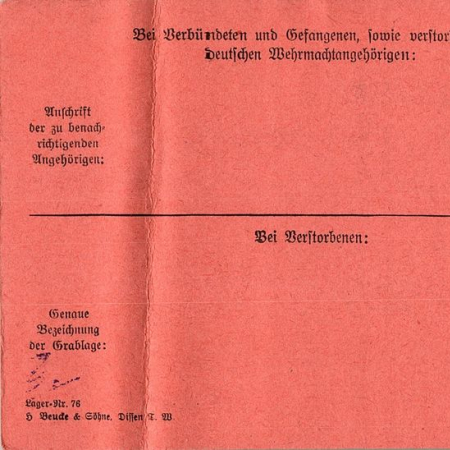 Bei Verbündeten und Gefangenen, sowie verstor
deutschen Wehrmachtangehörigen:
Anschrift
der zu benach-
richtigenden
Angehörigen:
Bei Verstorbenen:
Genaue
Bezeichnung
der Grablage:
Lager-Nr. 76
H Beucke & Söhne, Dissen T. W.